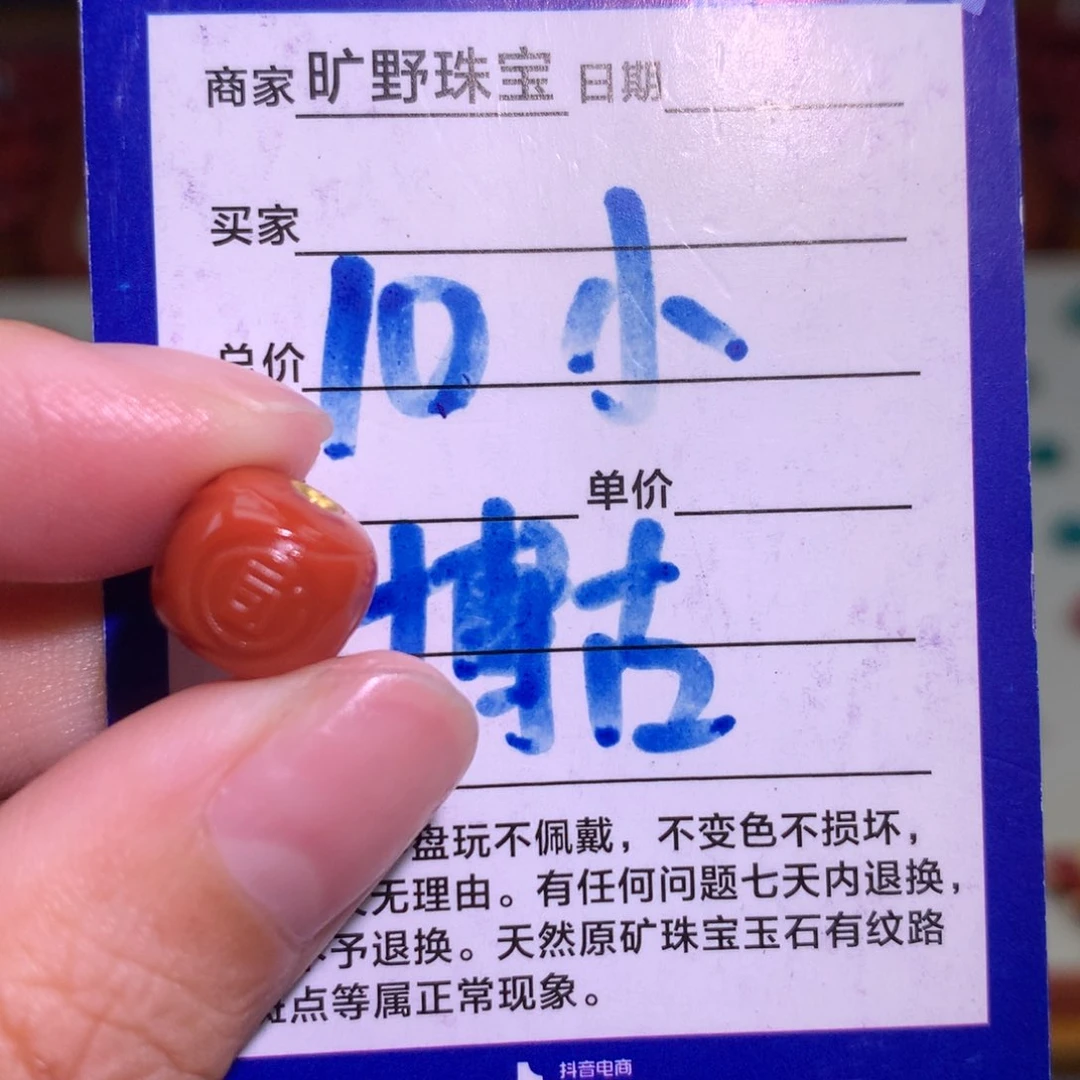 商家 旷野珠宝 日期
买家
10 小
总价
单价
博古
盘玩不佩戴，不变色不损坏，
无理由。有任何问题七天内退换，
予退换。天然原矿珠宝玉石有纹路
斑点等属正常现象。
抖音电商